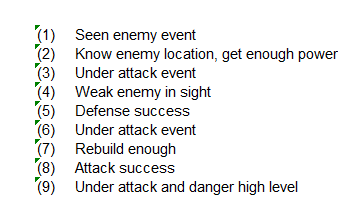 (1) Seen enemy event
(2) Know enemy location, get enough power
(3) Under attack event
(4) Weak enemy in sight
(5) Defense success
(6) Under attack event
(7) Rebuild enough
(8) Attack success
(9) Under attack and danger high level